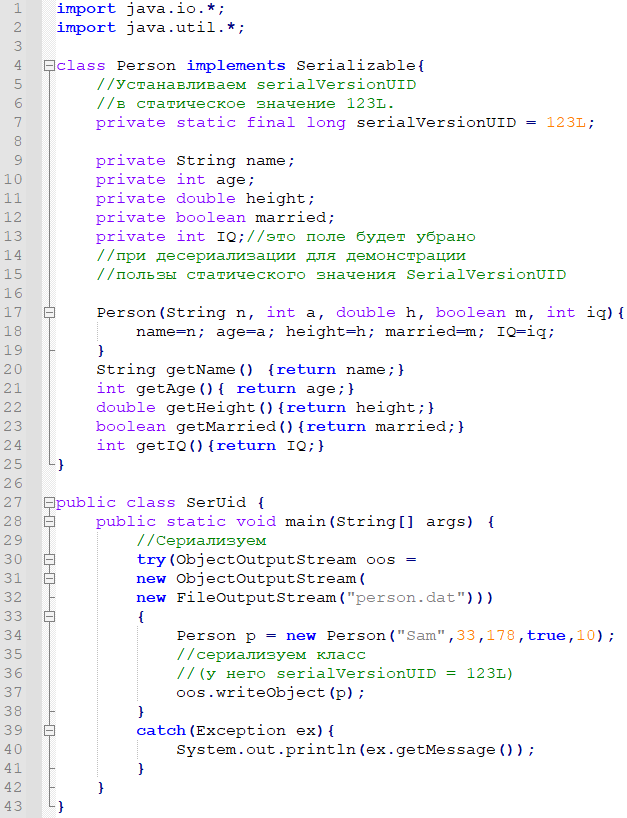 1 import java.io.*;
2 import java.util.*;
3
4 class Person implements Serializable{
5 //Устанавливаем serialVersionUID
6 //в статическое значение 123L.
7 private static final long serialVersionUID = 123L;
8
9 private String name;
10 private int age;
11 private double height;
12 private boolean married;
13 private int IQ;//это поле будет убрано
14 //при десериализации для демонстрации
15 //пользы статического значения SerialVersionUID
16
17 Person(String n, int a, double h, boolean m, int iq){
18 name=n; age=a; height=h; married=m; IQ=iq;
19 }
20 String getName() {return name;}
21 int getAge(){ return age;}
22 double getHeight(){return height;}
23 boolean getMarried(){return married;}
24 int getIQ(){return IQ;}
25 }
26
27 public class SerUid {
28 public static void main(String[] args) {
29 //Сериализуем
30 try(ObjectOutputStream oos =
31 new ObjectOutputStream(
32 new FileOutputStream("person.dat")))
33 {
34 Person p = new Person("Sam",33,178,true,10);
35 //сериализуем класс
36 //(у него serialVersionUID = 123L)
37 oos.writeObject(p);
38 }
39 catch(Exception ex){
40 System.out.println(ex.getMessage());
41 }
42 }
43 }